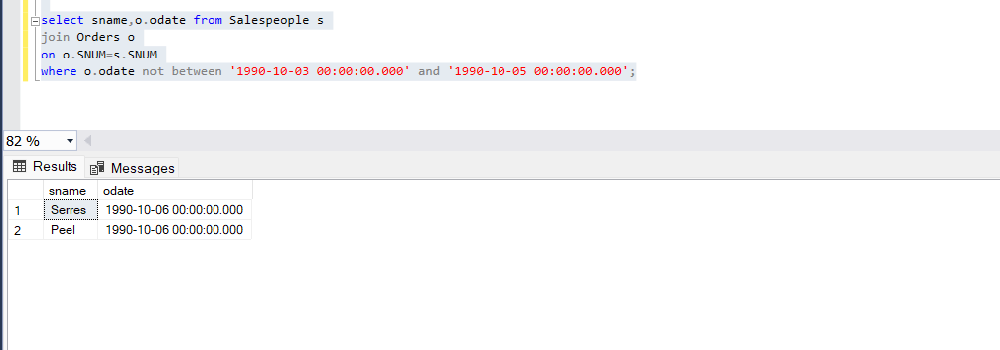 select sname,o.odate from Salespeople s
join Orders o
on o.SNUM=s.SNUM
where o.odate not between '1990-10-03 00:00:00.000' and '1990-10-05 00:00:00.000';
82 %
Results Messages
sname odate
1 Serres 1990-10-06 00:00:00.000
2 Peel 1990-10-06 00:00:00.000